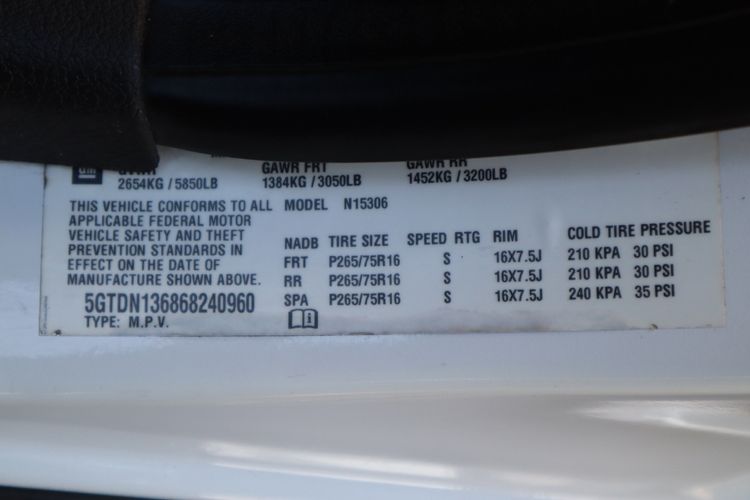 GM GAWR FRT GAWR RR
2654KG / 5850LB 1384KG / 3050LB 1452KG / 3200LB
THIS VEHICLE CONFORMS TO ALL
APPLICABLE FEDERAL MOTOR
VEHICLE SAFETY AND THEFT
PREVENTION STANDARDS IN
EFFECT ON THE DATE OF
MANUFACTURE SHOWN ABOVE.
5GTDN136868240960
TYPE: M.P.V.
MODEL N15306
NADB TIRE SIZE SPEED RTG RIM COLD TIRE PRESSURE
FRT P265/75R16 S 16X7.5J 210 KPA 30 PSI
RR P265/75R16 S 16X7.5J 210 KPA 30 PSI
SPA P265/75R16 S 16X7.5J 240 KPA 35 PSI